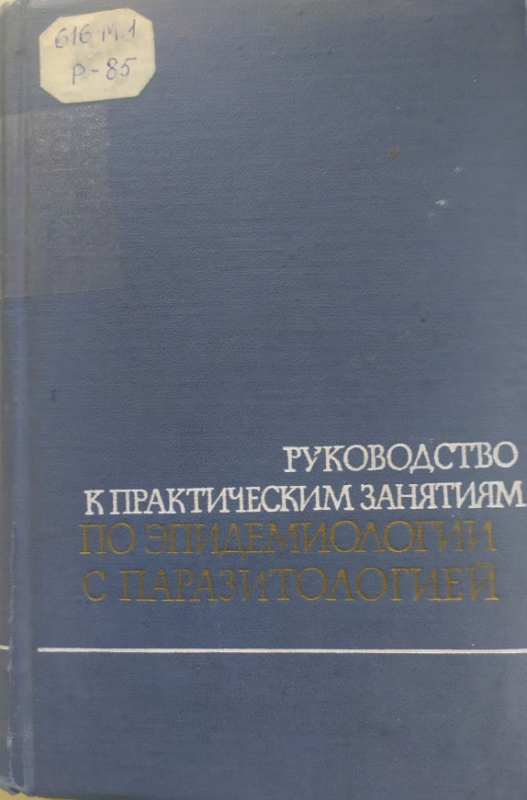 616 М.1
Р-85
РУКОВОДСТВО
К ПРАКТИЧЕСКИМ ЗАНЯТИЯМ
ПО ЭПИДЕМИОЛОГИИ
С ПАРАЗИТОЛОГИЕЙ